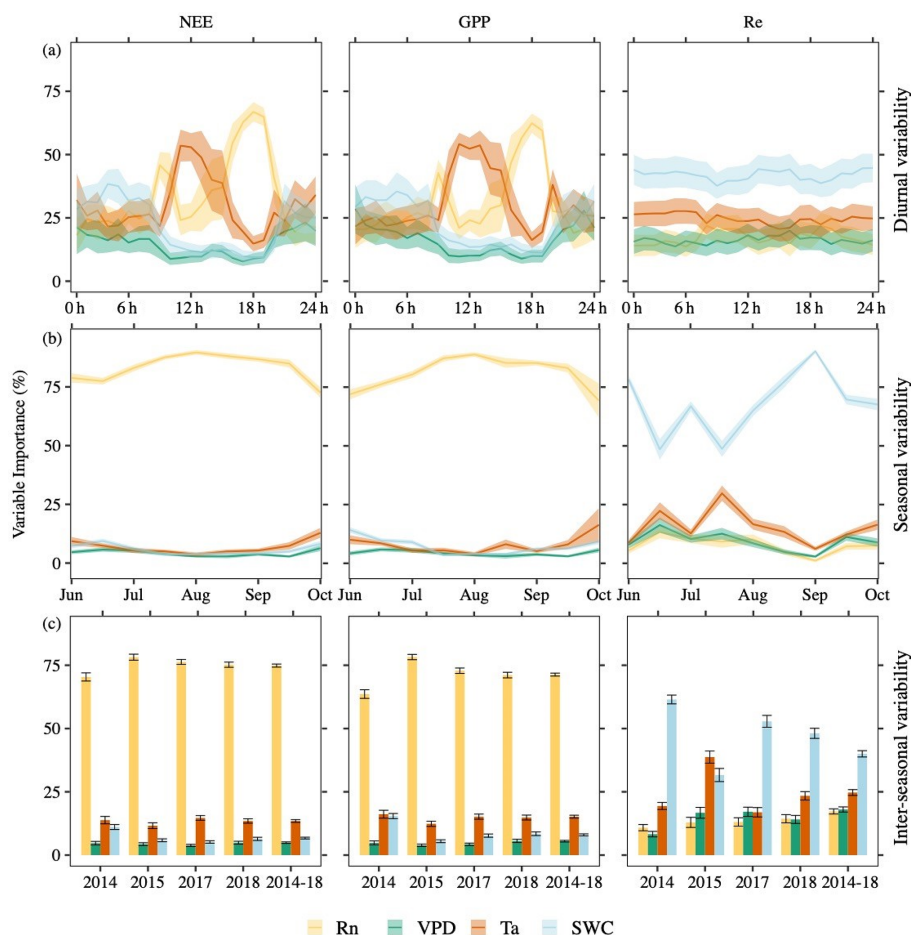 NEE GPP Re
(a)
75
50
25
0
0 h 6 h 12 h 18 h 24 h 0 h 6 h 12 h 18 h 24 h 0 h 6 h 12 h 18 h 24 h
Diurnal variability
(b)
75
50
25
0
Jun Jul Aug Sep Oct Jun Jul Aug Sep Oct Jun Jul Aug Sep Oct
Variable Importance (%)
Seasonal variability
(c)
75
50
25
0
2014 2015 2017 2018 2014-18 2014 2015 2017 2018 2014-18 2014 2015 2017 2018 2014-18
Inter-seasonal variability
Rn VPD Ta SWC